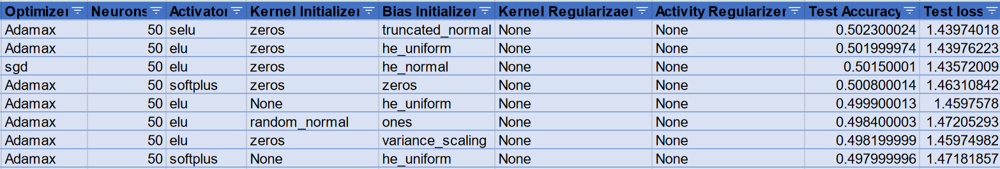 Optimizer Neurons Activator Kernel Initializer Bias Initializer Kernel Regularizaer Activity Regularizer Test Accuracy Test loss
Adamax 50 selu zeros truncated_normal None None 0.502300024 1.43974018
Adamax 50 elu zeros he_uniform None None 0.501999974 1.43976223
sgd 50 elu zeros he_normal None None 0.50150001 1.43572009
Adamax 50 softplus zeros zeros None None 0.500800014 1.46310842
Adamax 50 elu None he_uniform None None 0.499900013 1.4597578
Adamax 50 elu random_normal ones None None 0.498400003 1.47205293
Adamax 50 elu zeros variance_scaling None None 0.498199999 1.45974982
Adamax 50 softplus None he_uniform None None 0.497999996 1.47181857